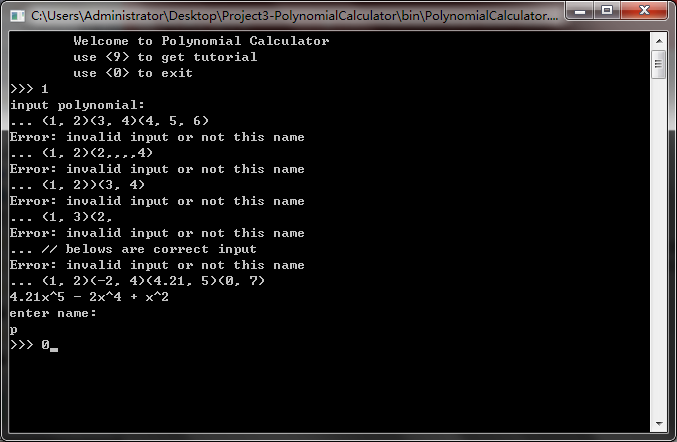 C:\Users\Administrator\Desktop\Project3-PolynomialCalculator\bin\PolynomialCalculator....
Welcome to Polynomial Calculator
use <9> to get tutorial
use <0> to exit
>>> 1
input polynomial:
... (1, 2)(3, 4)(4, 5, 6)
Error: invalid input or not this name
... (1, 2)(2,,,,4)
Error: invalid input or not this name
... (1, 2))(3, 4)
Error: invalid input or not this name
... (1, 3)(2,
Error: invalid input or not this name
... // belows are correct input
Error: invalid input or not this name
... (1, 2)(-2, 4)(4.21, 5)(0, 7)
4.21x^5 - 2x^4 + x^2
enter name:
p
>>> 0_